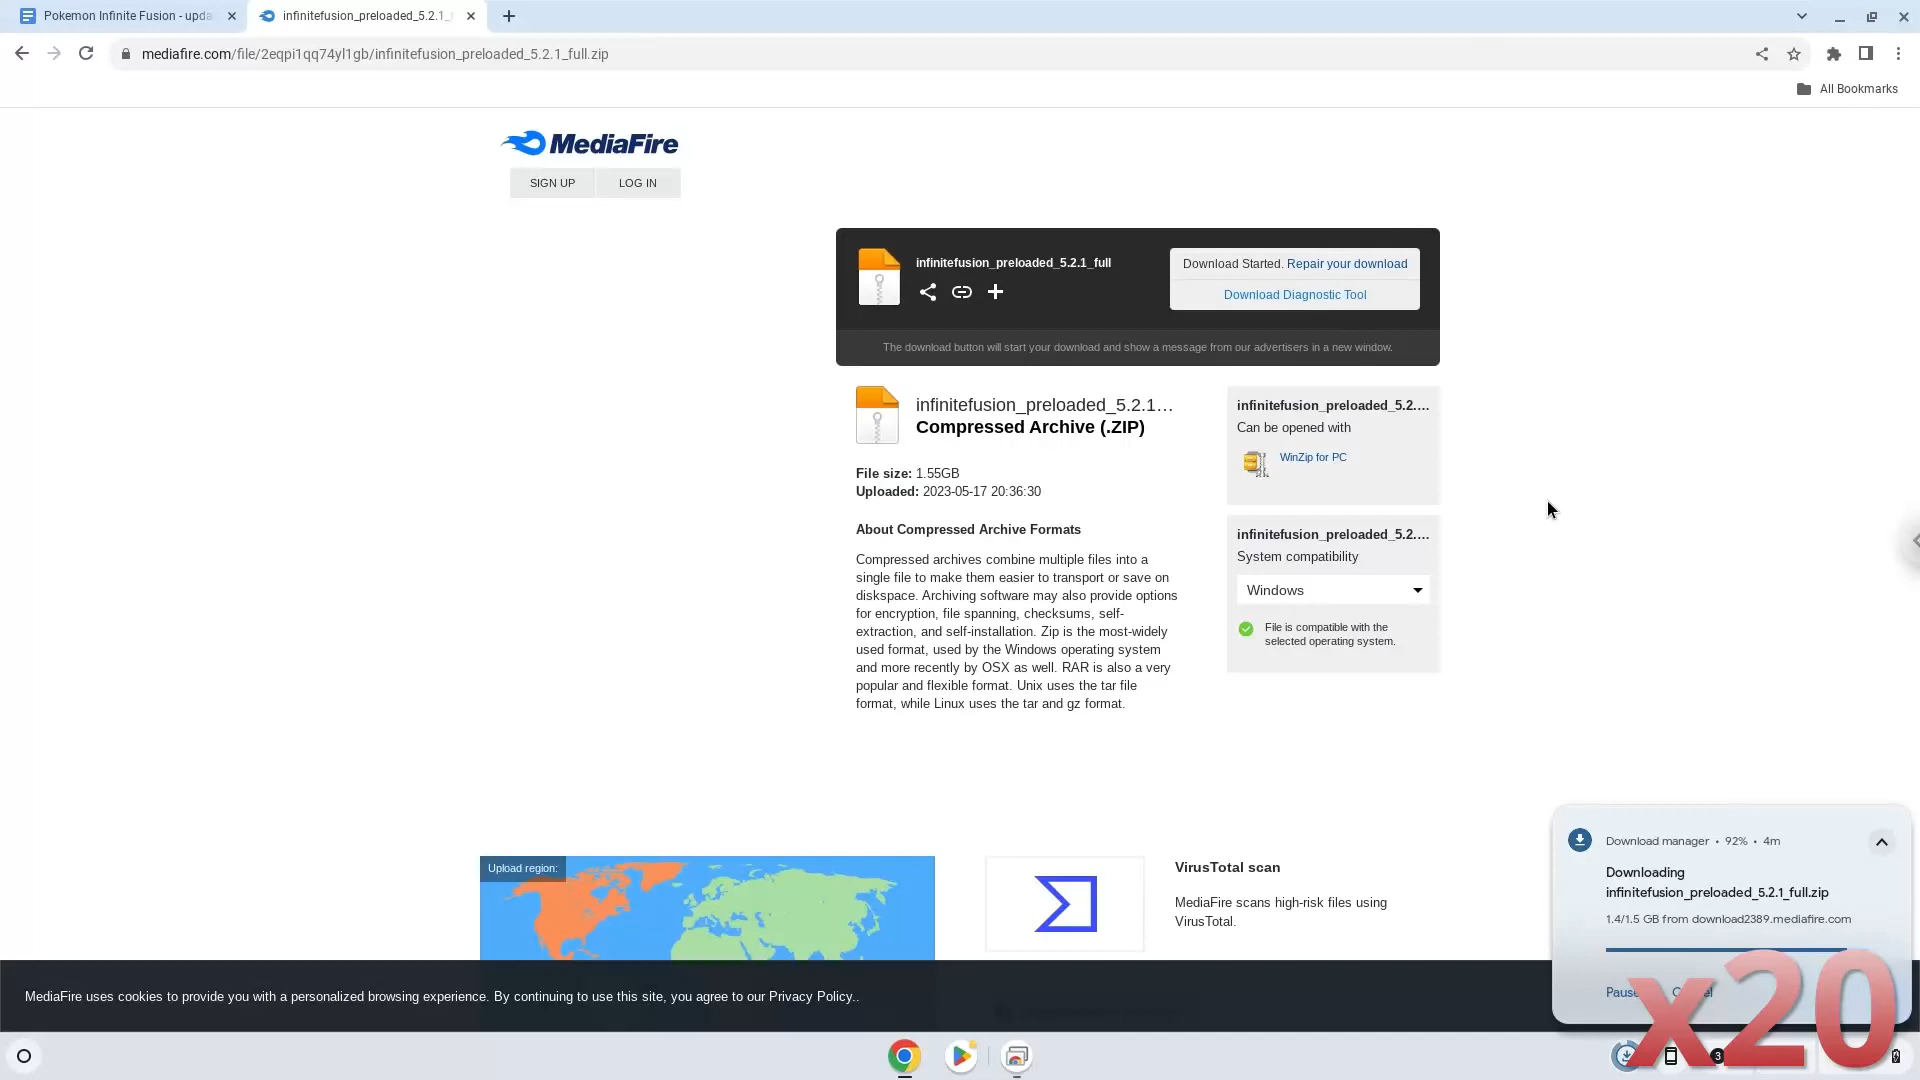 Pokemon Infinite Fusion - upda
infinitefusion_preloaded_5.2.1_
mediafire.com/file/2eqpi1qq74yl1gb/infinitefusion_preloaded_5.2.1_full.zip
All Bookmarks
MediaFire
SIGN UP
LOG IN
infinitefusion_preloaded_5.2.1_full
Download Started. Repair your download
Download Diagnostic Tool
The download button will start your download and show a message from our advertisers in a new window.
infinitefusion_preloaded_5.2.1…
Compressed Archive (.ZIP)
File size: 1.55GB
Uploaded: 2023-05-17 20:36:30
About Compressed Archive Formats
Compressed archives combine multiple files into a
single file to make them easier to transport or save on
diskspace. Archiving software may also provide options
for encryption, file spanning, checksums, self-
extraction, and self-installation. Zip is the most-widely
used format, used by the Windows operating system
and more recently by OSX as well. RAR is also a very
popular and flexible format. Unix uses the tar file
format, while Linux uses the tar and gz format.
infinitefusion_preloaded_5.2.…
Can be opened with
WinZip for PC
infinitefusion_preloaded_5.2.…
System compatibility
Windows
File is compatible with the
selected operating system.
Upload region:
VirusTotal scan
MediaFire scans high-risk files using
VirusTotal.
Download manager • 92% • 4m
Downloading
infinitefusion_preloaded_5.2.1_full.zip
1.4/1.5 GB from download2389.mediafire.com
Pause
x20
MediaFire uses cookies to provide you with a personalized browsing experience. By continuing to use this site, you agree to our Privacy Policy..
3